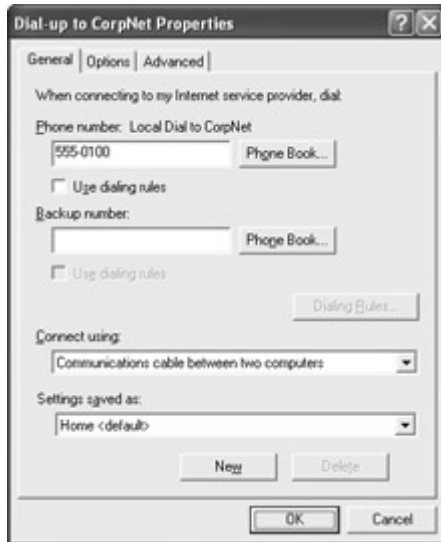 Dial-up to CorpNet Properties
General Options Advanced
When connecting to my Internet service provider, dial:
Phone number: Local Dial to CorpNet
555-0100 Phone Book...
Use dialing rules
Backup number:
Phone Book...
Use dialing rules
Dialing Rules...
Connect using:
Communications cable between two computers
Settings saved as:
Home <default>
New Delete
OK Cancel